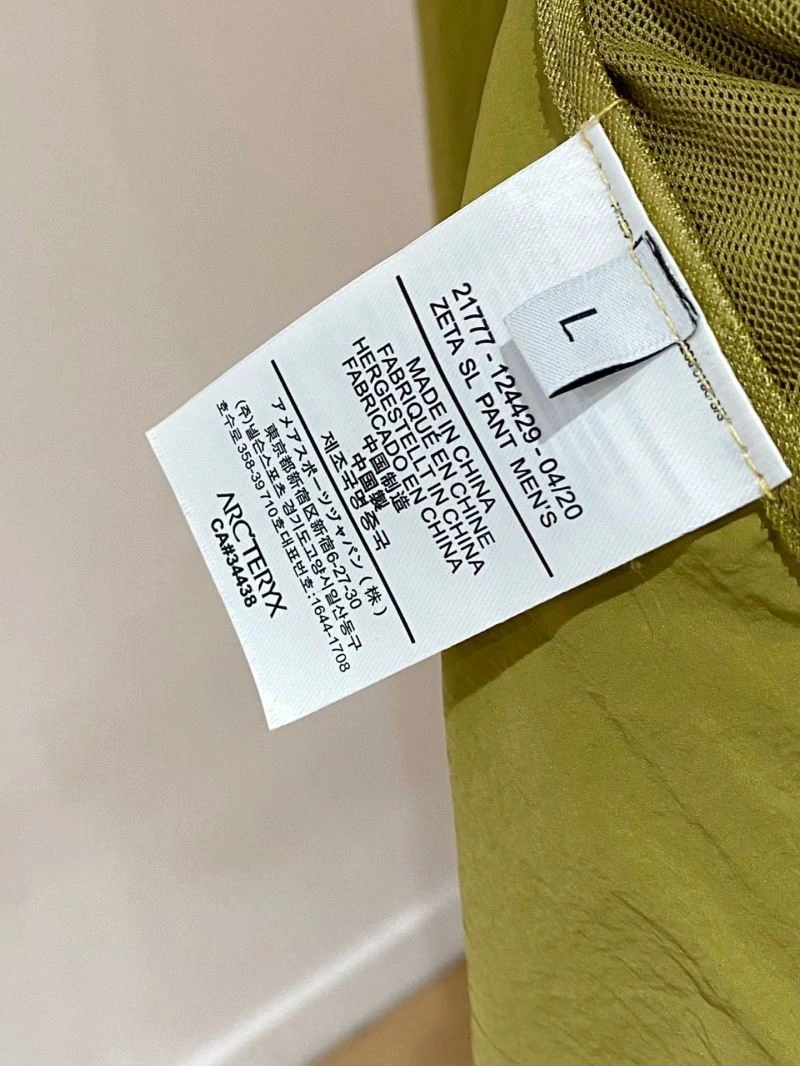 L
21777 - 124429 - 04/20
ZETA SL PANT MEN'S
MADE IN CHINA
FABRIQUÉ EN CHINE
HERGESTELLT IN CHINA
FABRICADO EN CHINA
中国制造
中国製
제조국명 중국
アメアスポーツジャパン（株）
東京都新宿区新宿6-27-30
(주)넬슨스포츠 경기도고양시일산동구
호수로 358-39 710호대표번호:1644-1708
ARC'TERYX
CA#34438